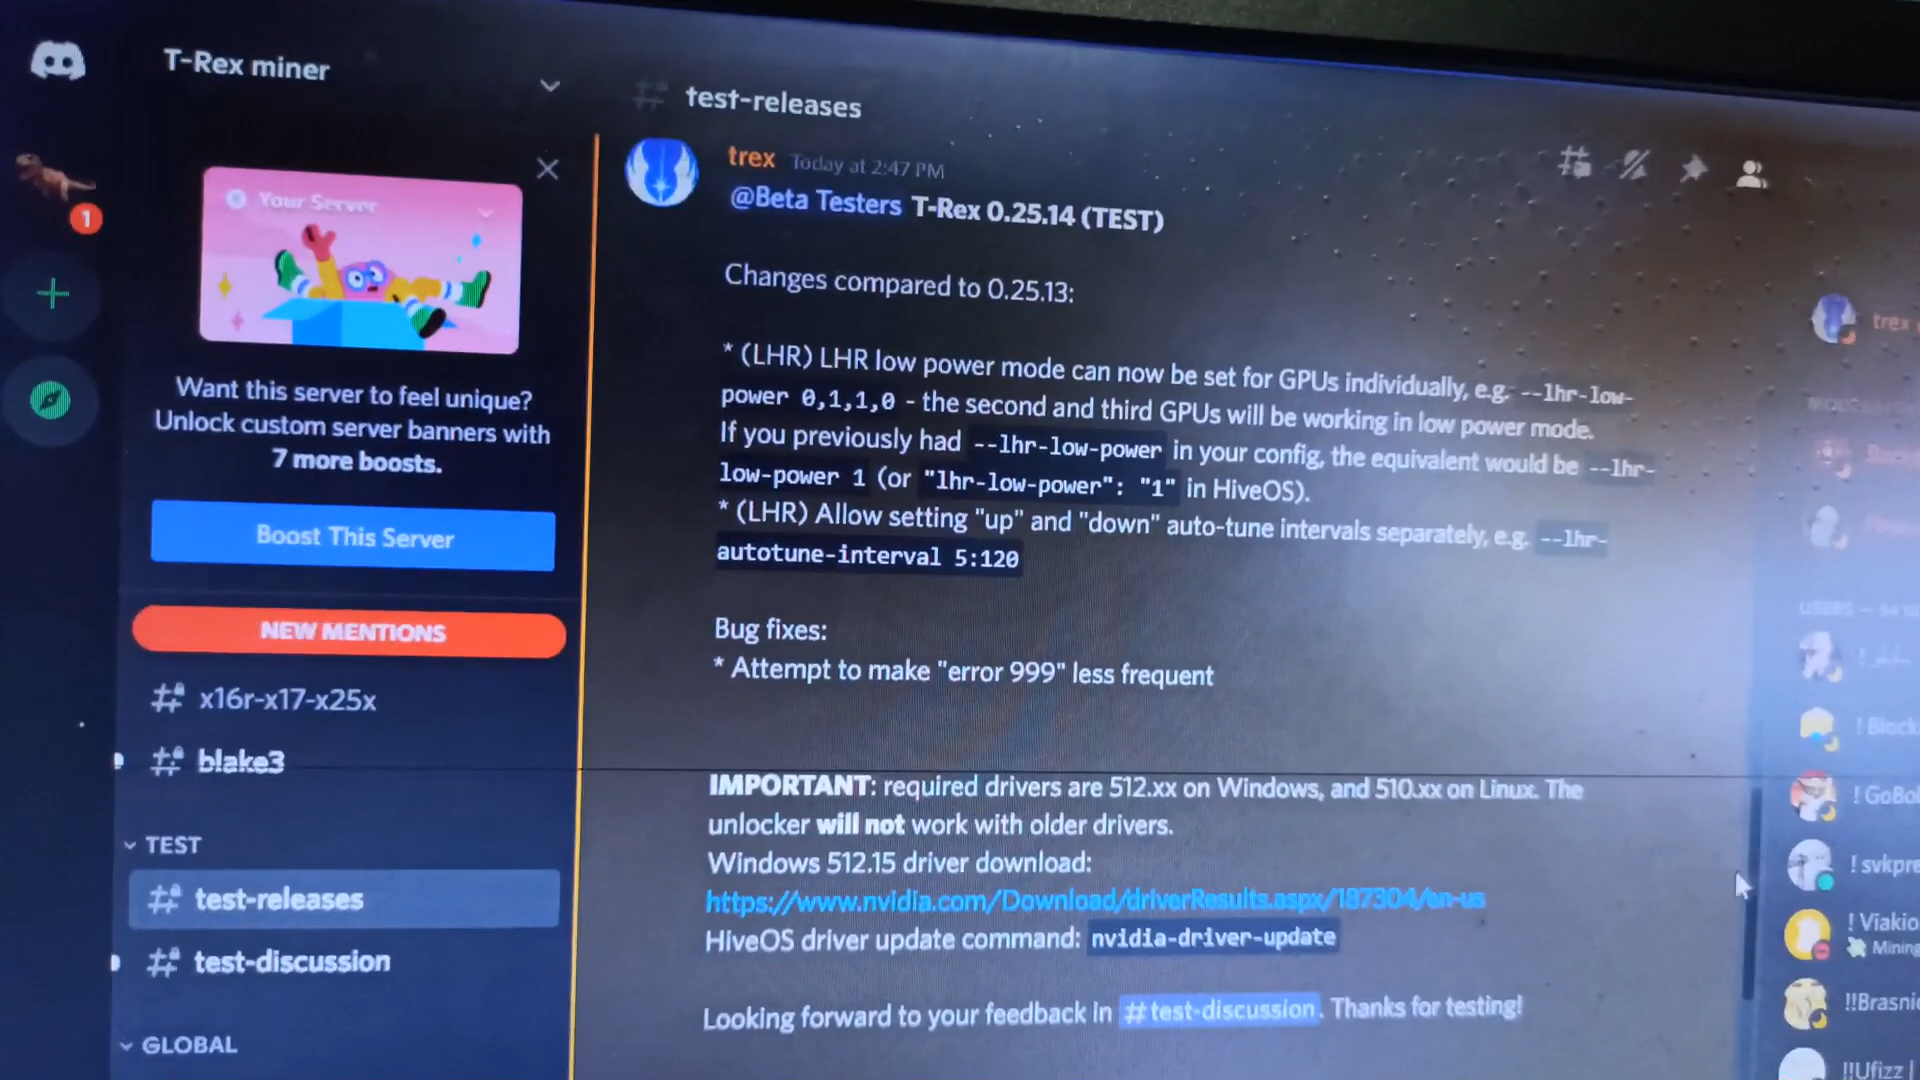 T-Rex miner
1
Your Server
Want this server to feel unique?
Unlock custom server banners with
7 more boosts.
Boost This Server
NEW MENTIONS
x16r-x17-x25x
blake3
TEST
test-releases
test-discussion
GLOBAL
test-releases
trex Today at 2:47 PM
@Beta Testers T-Rex 0.25.14 (TEST)
Changes compared to 0.25.13:
* (LHR) LHR low power mode can now be set for GPUs individually, e.g. --lhr-low-
power 0,1,1,0 - the second and third GPUs will be working in low power mode.
If you previously had --lhr-low-power in your config, the equivalent would be --lhr-
low-power 1 (or "lhr-low-power": "1" in HiveOS).
* (LHR) Allow setting "up" and "down" auto-tune intervals separately, e.g. --lhr-
autotune-interval 5:120
Bug fixes:
* Attempt to make "error 999" less frequent
IMPORTANT: required drivers are 512.xx on Windows, and 510.xx on Linux. The
unlocker will not work with older drivers.
Windows 512.15 driver download:
https://www.nvidia.com/Download/driverResults.aspx/187304/en-us
HiveOS driver update command: nvidia-driver-update
Looking forward to your feedback in #test-discussion. Thanks for testing!
trex
! Block
! GoBo
! svkpre
! Viakio
Mining
!!Brasni
!!Ufizz |